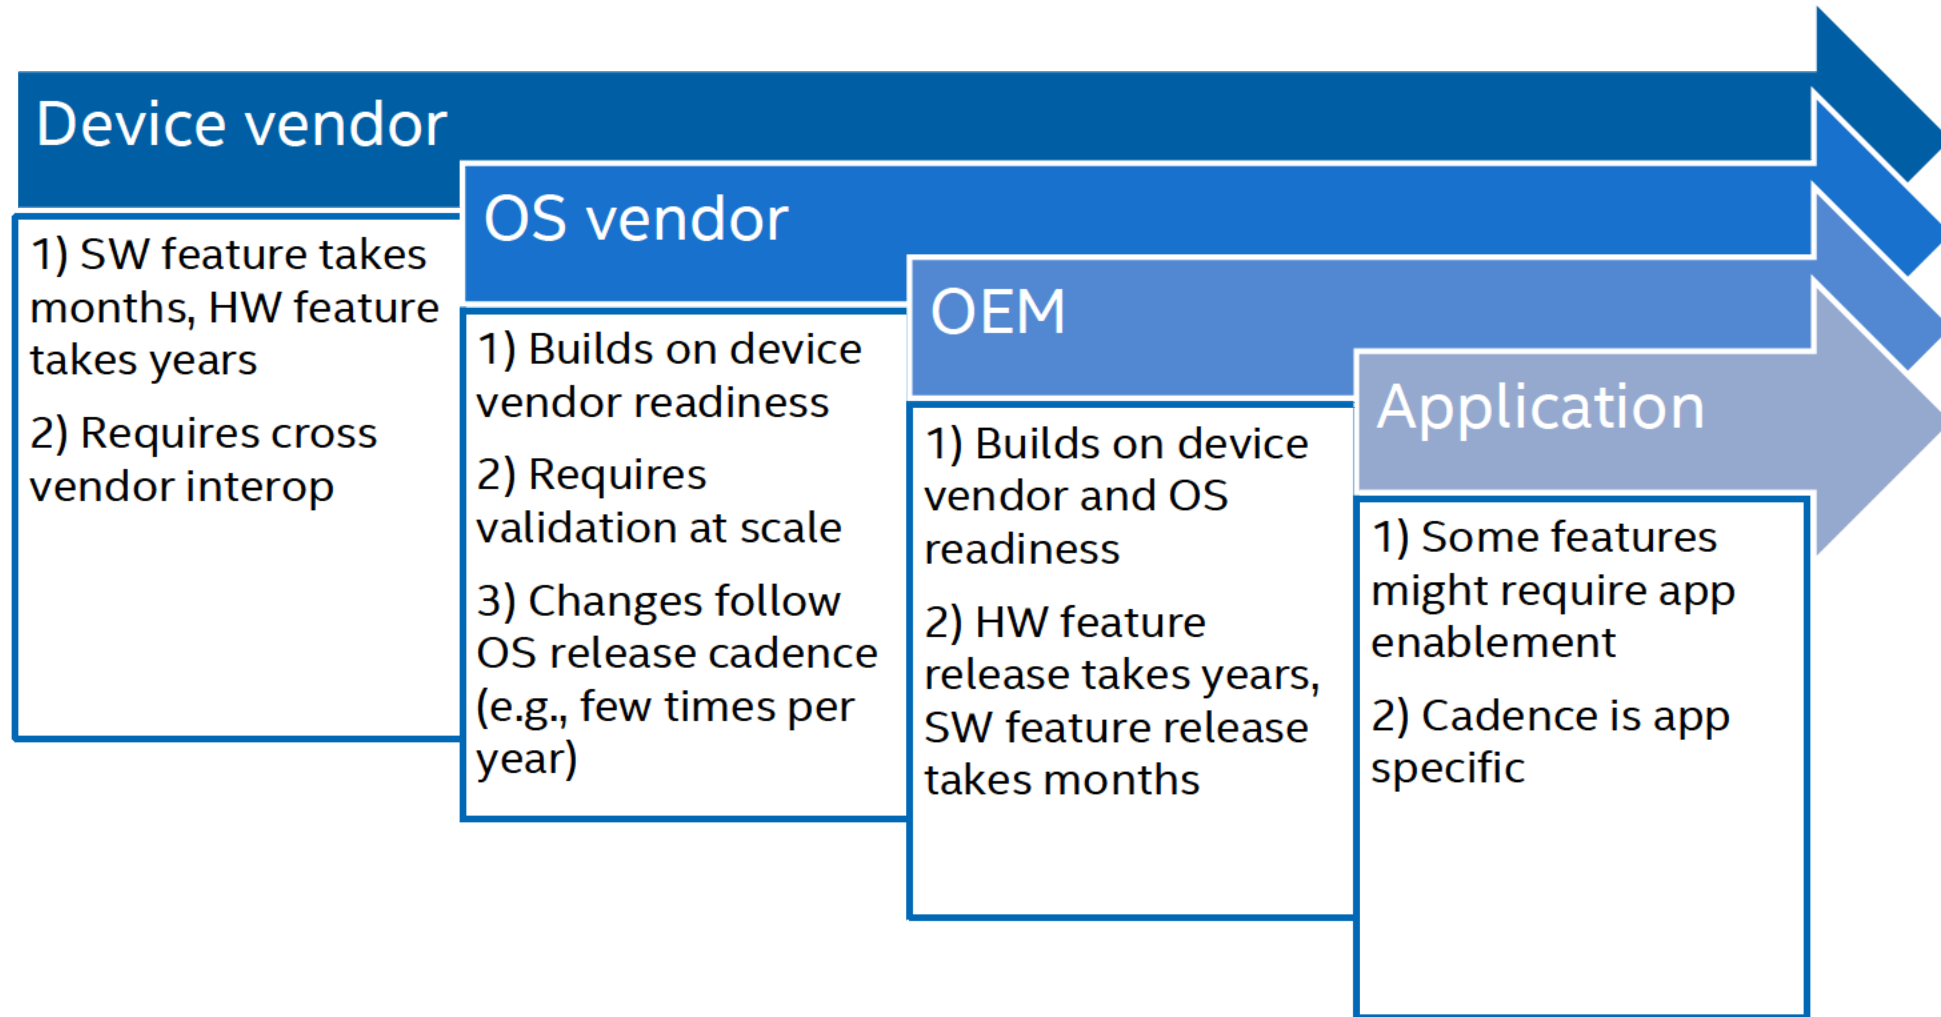 Device vendor
1) SW feature takes
months, HW feature
takes years
2) Requires cross
vendor interop
OS vendor
1) Builds on device
vendor readiness
2) Requires
validation at scale
3) Changes follow
OS release cadence
(e.g., few times per
year)
OEM
1) Builds on device
vendor and OS
readiness
2) HW feature
release takes years,
SW feature release
takes months
Application
1) Some features
might require app
enablement
2) Cadence is app
specific